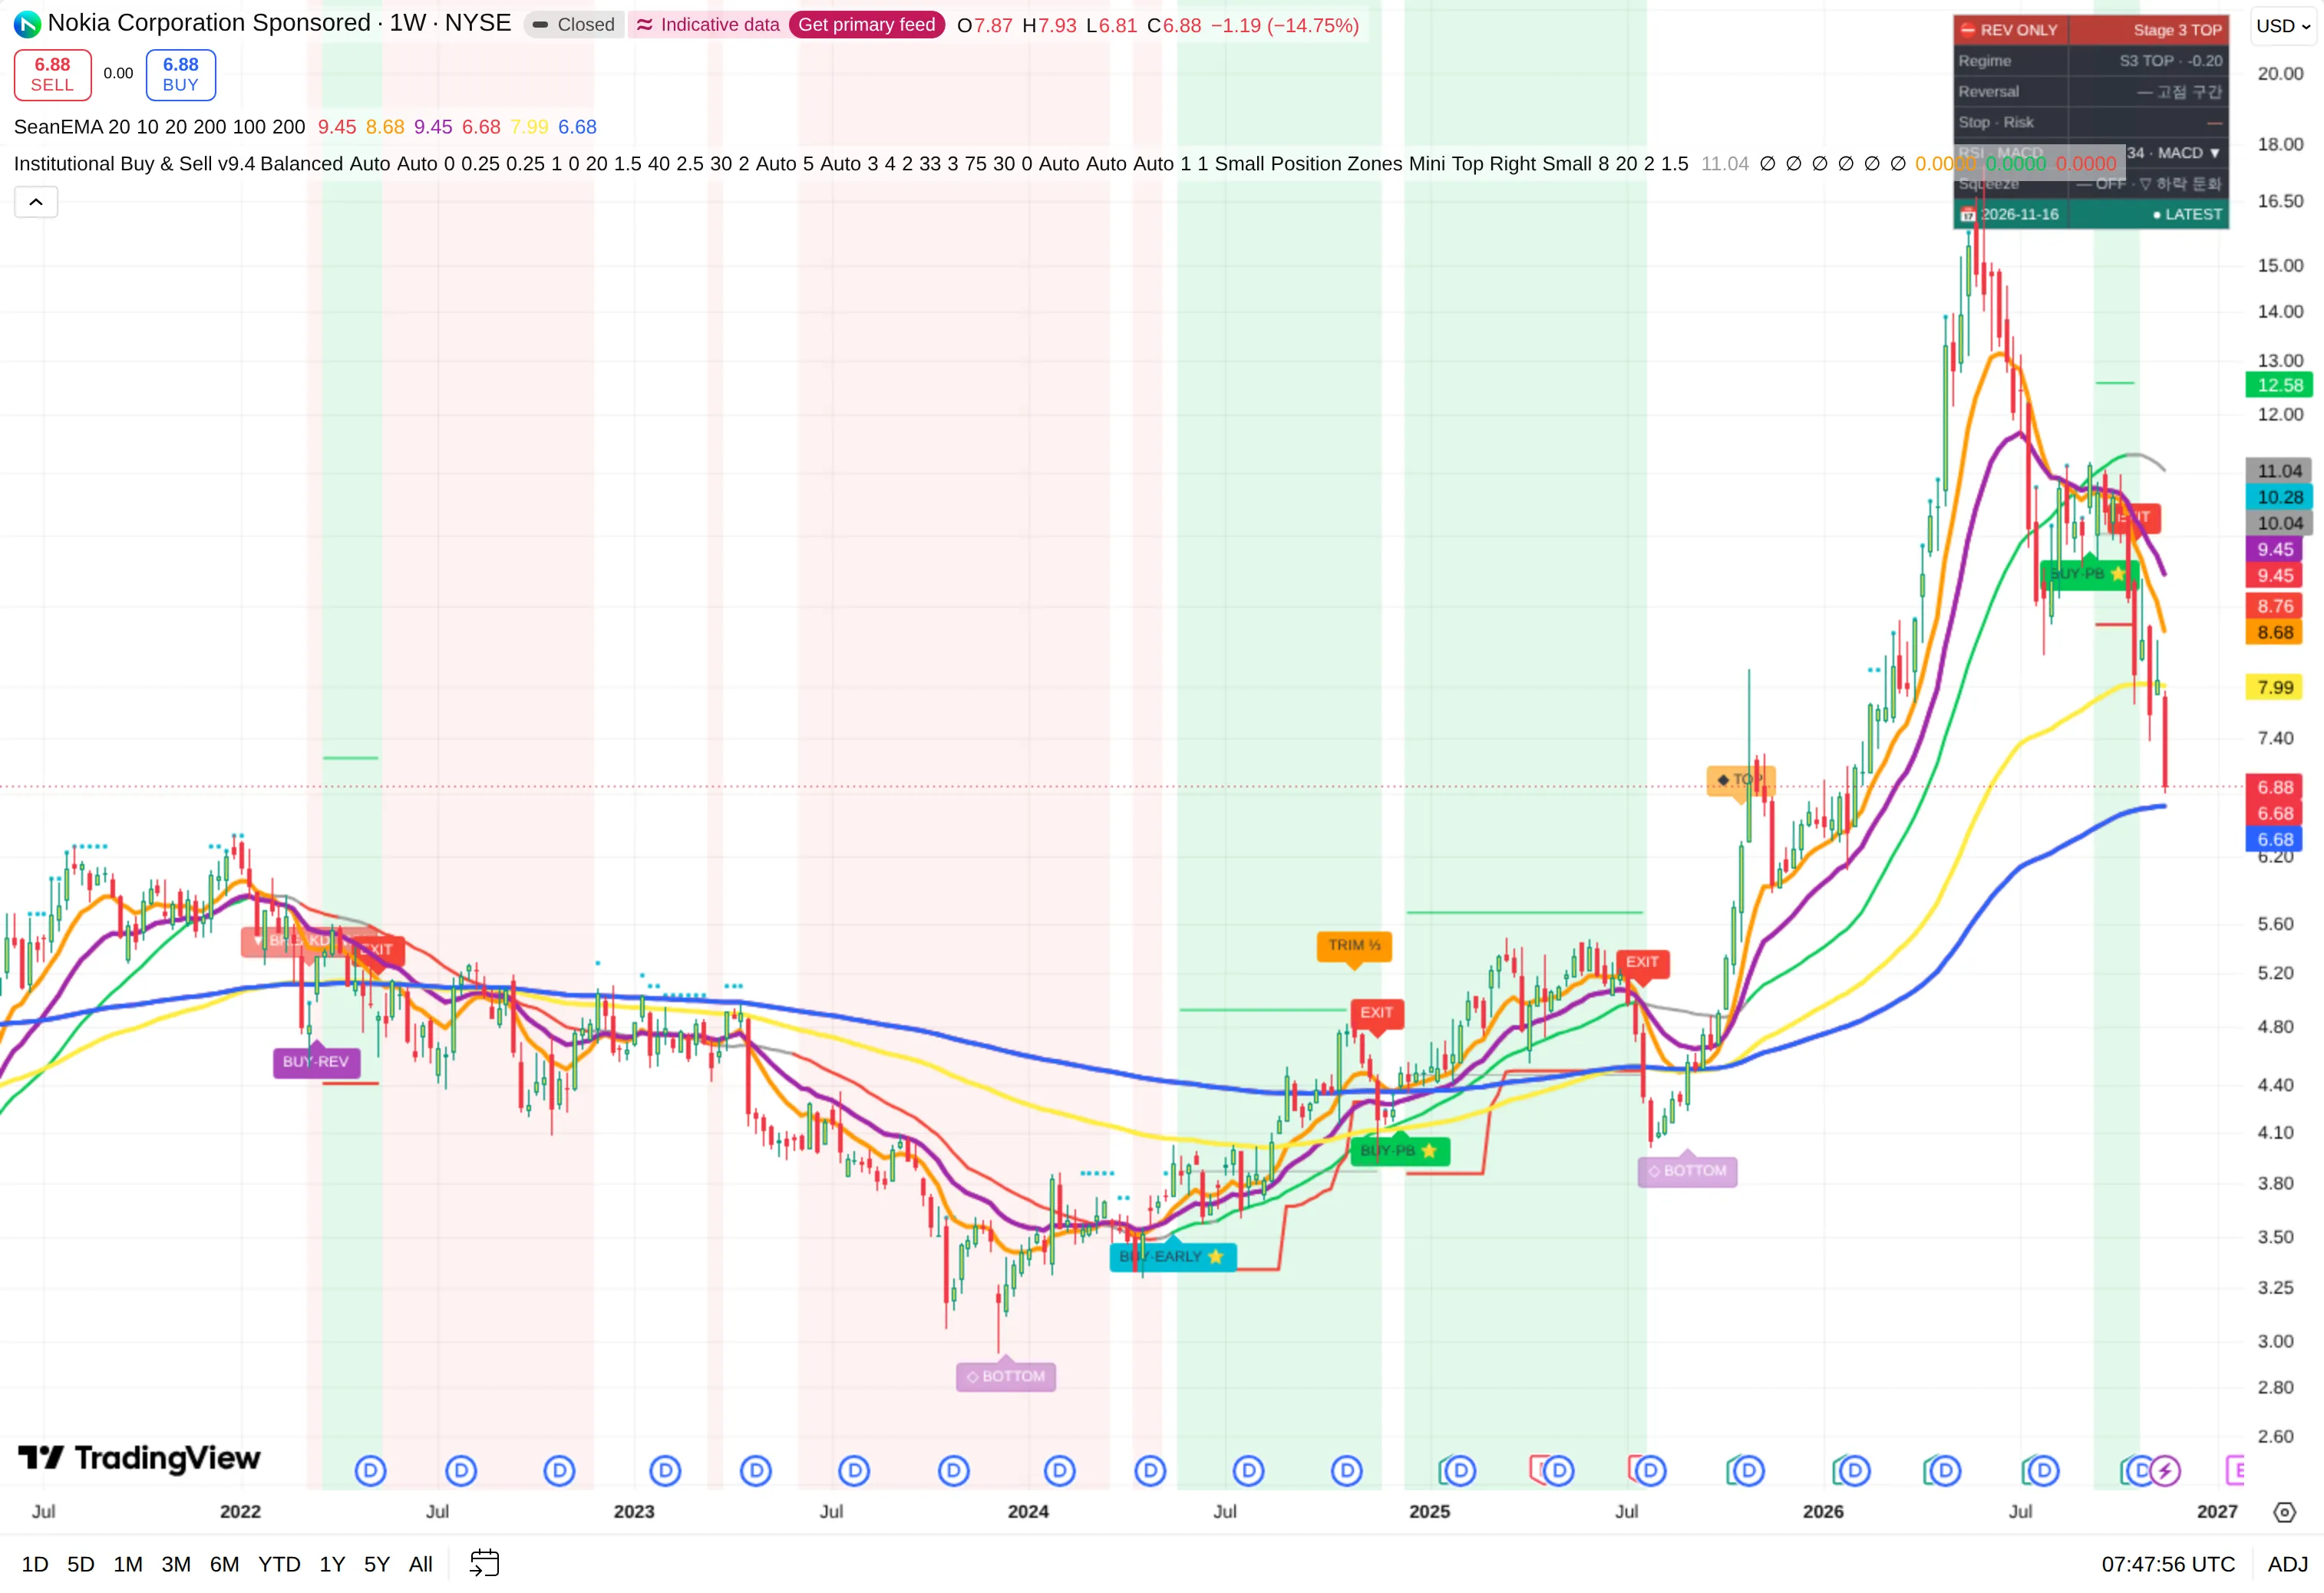 Nokia Corporation Sponsored · 1W · NYSE Closed Indicative data Get primary feed O7.87 H7.93 L6.81 C6.88 −1.19 (−14.75%)
6.88 SELL 0.00 6.88 BUY
SeanEMA 20 10 20 200 100 200 9.45 8.68 9.45 6.68 7.99 6.68
Institutional Buy & Sell v9.4 Balanced Auto Auto 0 0.25 0.25 1 0 20 1.5 40 2.5 30 2 Auto 5 Auto 3 4 2 33 3 75 30 0 Auto Auto Auto 1 1 Small Position Zones Mini Top Right Small 8 20 2 1.5 11.04 ∅ ∅ ∅ ∅ ∅ ∅ 0.0000 0.0000 0.0000
REV ONLY Stage 3 TOP
Regime S3 TOP · -0.20
Reversal — 고점 구간
Stop · Risk —
RSI · MACD 34 · MACD ▼
Squeeze — OFF · ▽ 하락 둔화
2026-11-16 ● LATEST
USD
20.00
18.00
16.50
15.00
14.00
13.00
12.58
12.00
11.04
10.28
10.04
9.45
9.45
8.76
8.68
7.99
7.40
6.88
6.68
6.68
6.20
5.60
5.20
4.80
4.40
4.10
3.80
3.50
3.25
3.00
2.80
2.60
EXIT
BUY-PB ⭐
◆ TOP
EXIT
BUY-REV
TRIM ⅓
EXIT
EXIT
BUY-PB ⭐
◇ BOTTOM
BUY-EARLY ⭐
◇ BOTTOM
TradingView
D D D D D D D D D D D D D D D D D D D E
Jul 2022 Jul 2023 Jul 2024 Jul 2025 Jul 2026 Jul 2027
1D 5D 1M 3M 6M YTD 1Y 5Y All 07:47:56 UTC ADJ